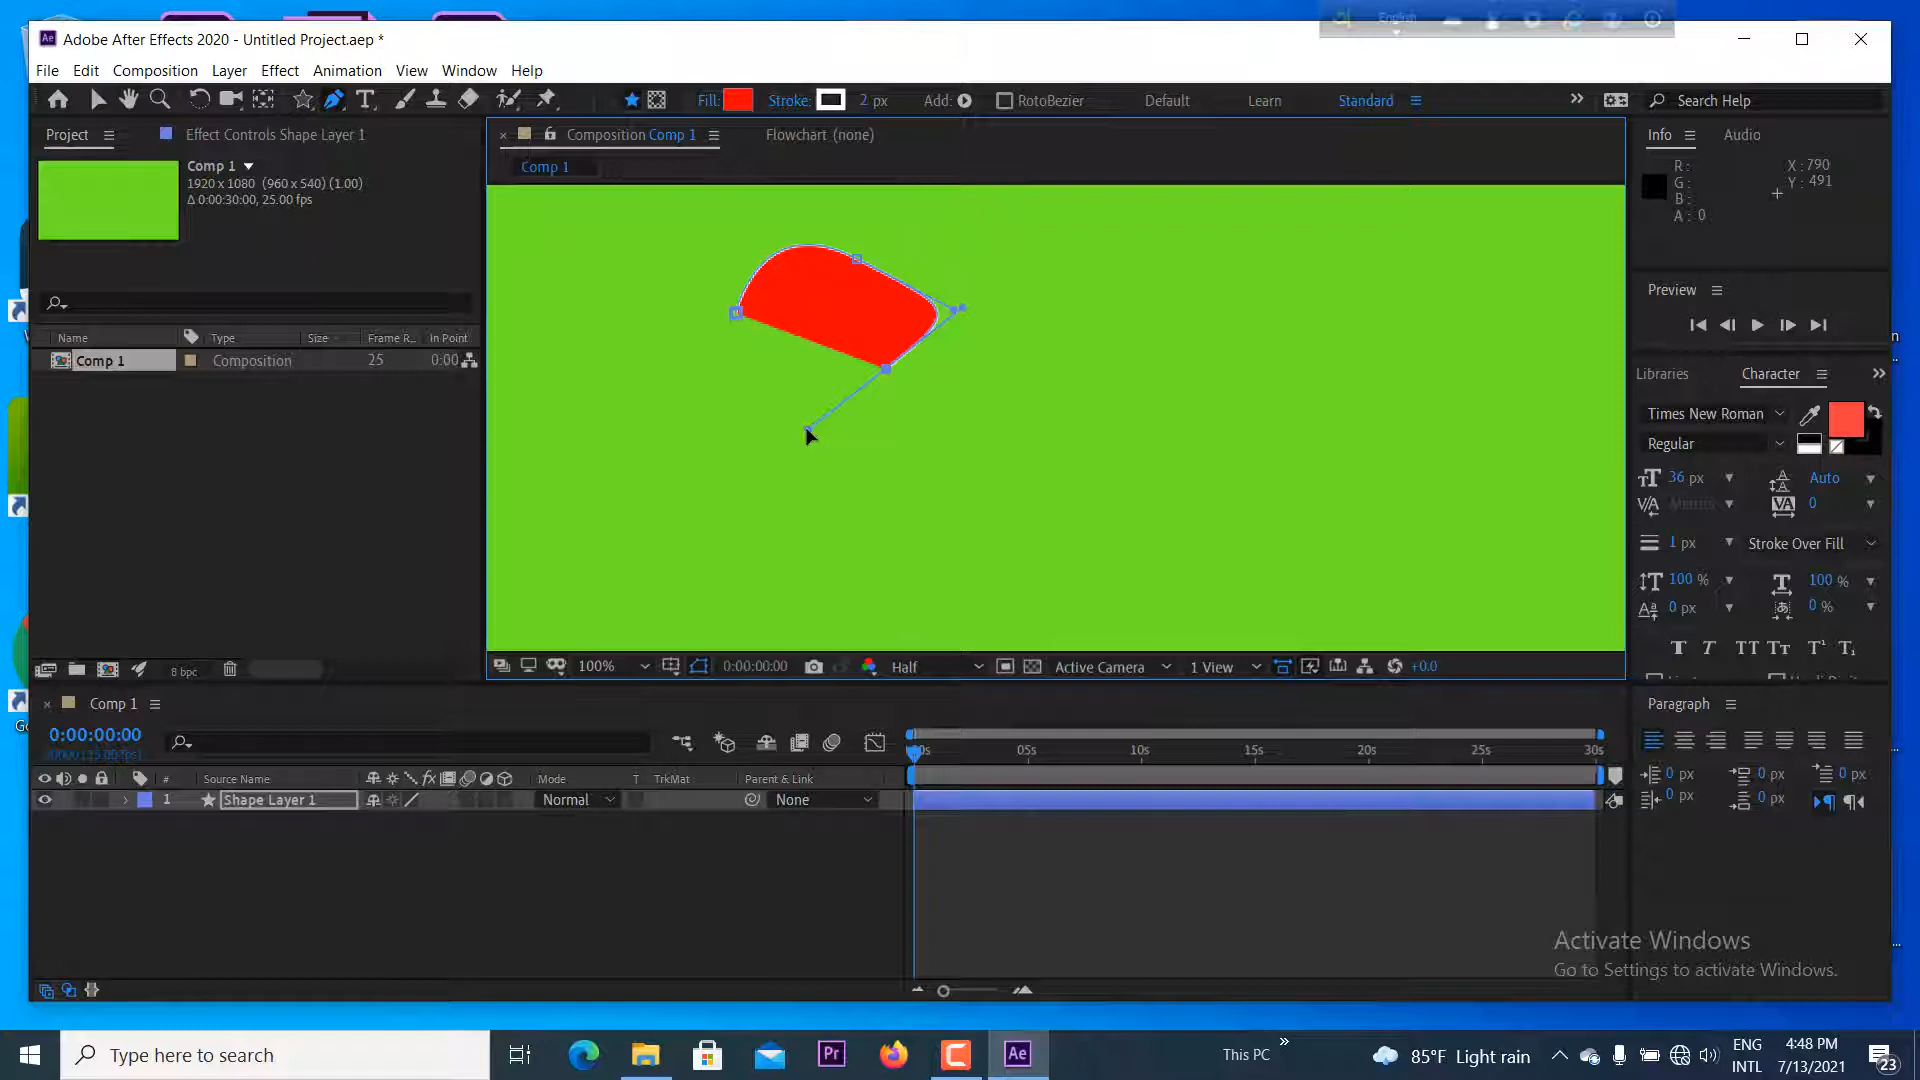 English
Adobe After Effects 2020 - Untitled Project.aep *
File Edit Composition Layer Effect Animation View Window Help
Fill: Stroke: 2 px Add: RotoBezier Default Learn Standard Search Help
Project Effect Controls Shape Layer 1 Composition Comp 1 Flowchart (none) Info Audio
Comp 1
1920 x 1080 (960 x 540) (1.00)
Δ 0:00:30:00, 25.00 fps
Comp 1
R :
G :
B :
A : 0
X : 790
Y : 491
Preview
Name Type Size Frame R... In Point
Comp 1 Composition 25 0:00
Libraries Character
Times New Roman
Regular
36 px Auto
0
1 px Stroke Over Fill
100 % 100 %
0 px 0 %
8 bpc
100% 0:00:00:00 Half Active Camera 1 View +0.0
Comp 1
Paragraph
0:00:00:00
05s 10s 15s 20s 25s 30s
Source Name Mode T TrkMat Parent & Link
1 Shape Layer 1 Normal None
0 px 0 px 0 px
0 px 0 px
Activate Windows
Go to Settings to activate Windows.
Type here to search
Pr
Ae
This PC
85°F Light rain
ENG
INTL
4:48 PM
7/13/2021
23